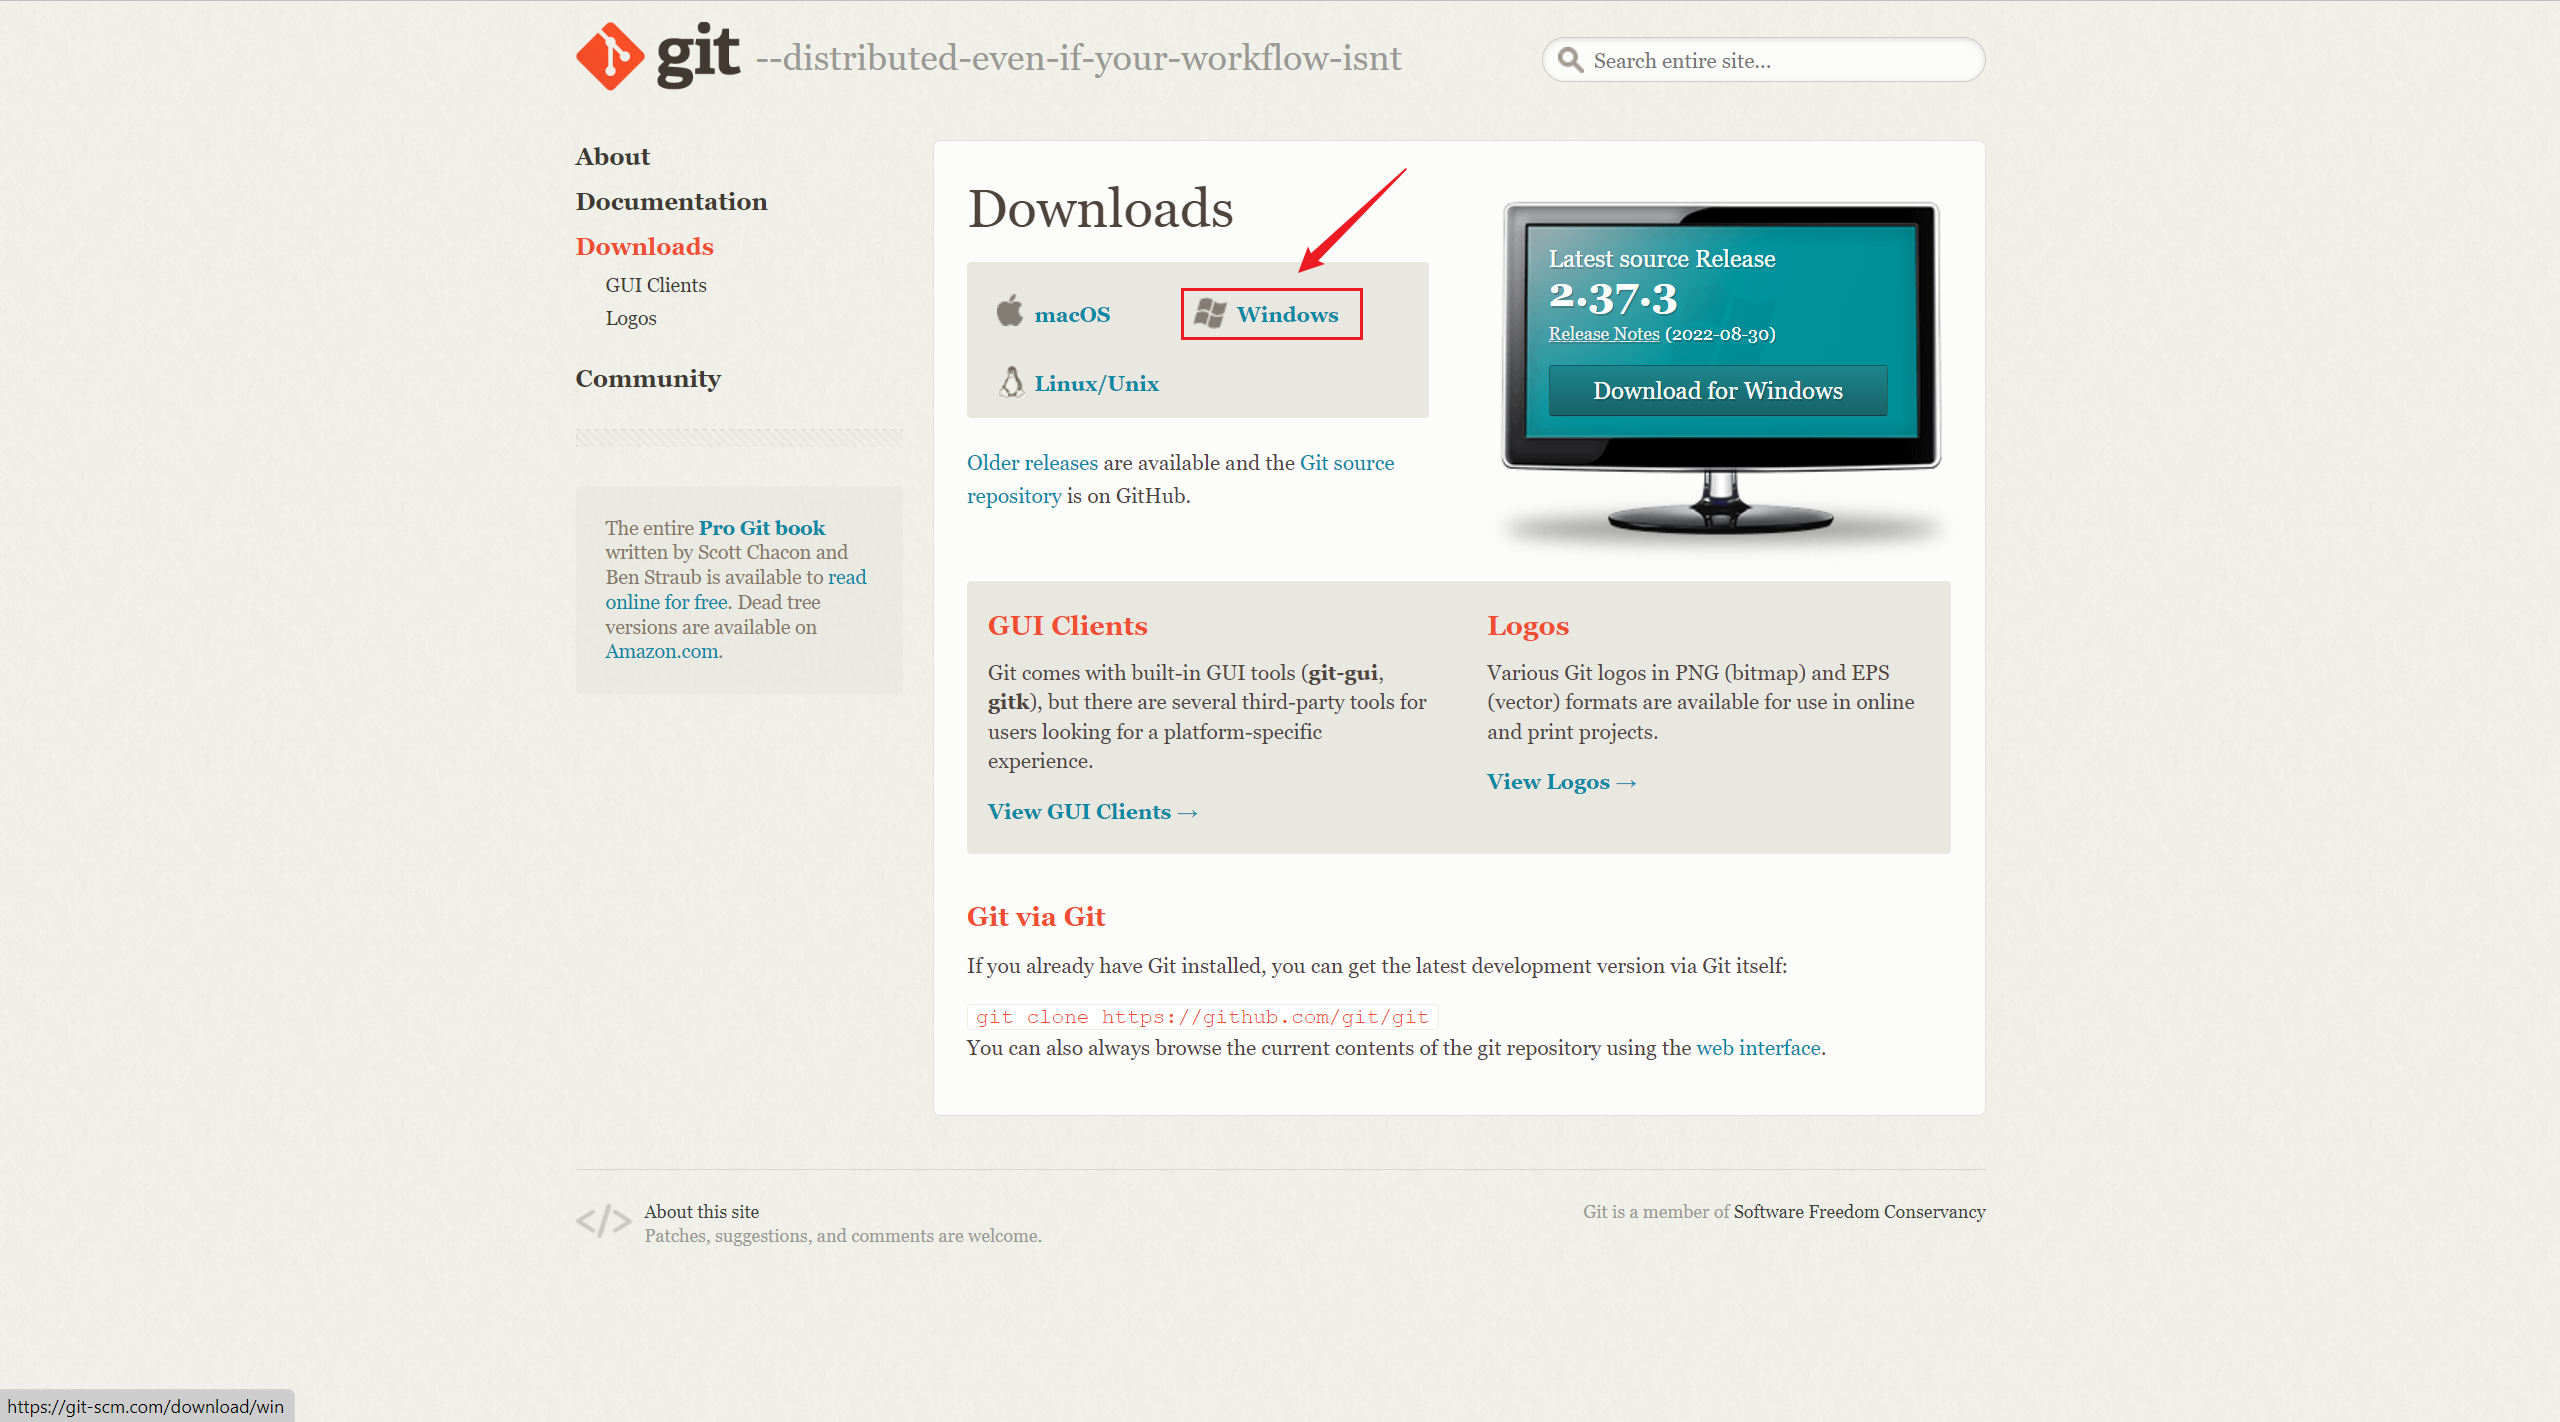 git --distributed-even-if-your-workflow-isnt
Search entire site...
About
Documentation
Downloads
GUI Clients
Logos
Community
The entire Pro Git book
written by Scott Chacon and
Ben Straub is available to read
online for free. Dead tree
versions are available on
Amazon.com.
Downloads
macOS
Windows
Linux/Unix
Older releases are available and the Git source
repository is on GitHub.
Latest source Release
2.37.3
Release Notes (2022-08-30)
Download for Windows
GUI Clients
Git comes with built-in GUI tools (git-gui,
gitk), but there are several third-party tools for
users looking for a platform-specific
experience.
View GUI Clients →
Logos
Various Git logos in PNG (bitmap) and EPS
(vector) formats are available for use in online
and print projects.
View Logos →
Git via Git
If you already have Git installed, you can get the latest development version via Git itself:
git clone https://github.com/git/git
You can also always browse the current contents of the git repository using the web interface.
</> About this site
Patches, suggestions, and comments are welcome.
Git is a member of Software Freedom Conservancy
https://git-scm.com/download/win